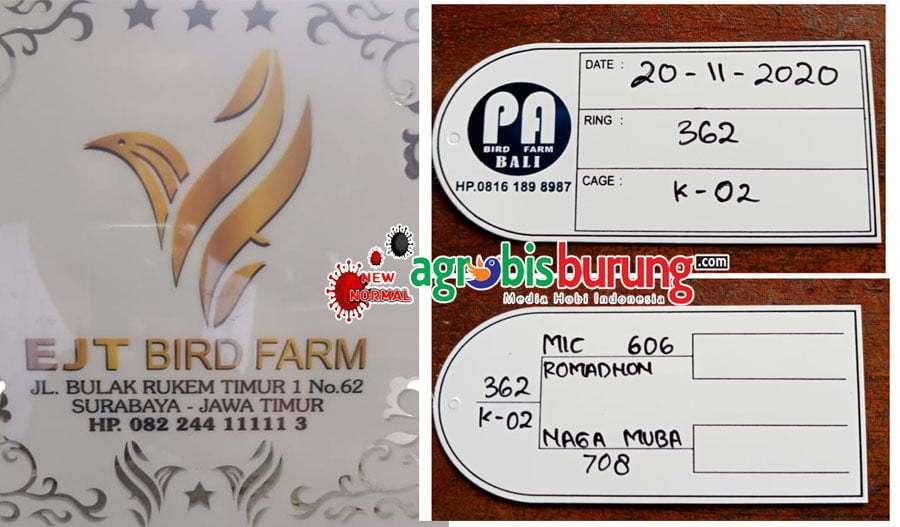 EJT BIRD FARM
JL. BULAK RUKEM TIMUR 1 No.62
SURABAYA - JAWA TIMUR
HP. 082 244 11111 3
NEW
NORMAL
agrobisburung.com
Media Hobi Indonesia
PA
BIRD FARM
BALI
HP.0816 189 8987
DATE : 20-11-2020
RING : 362
CAGE : K-02
362
K-02
MIC 606
ROMADHON
NAGA MUBA
708